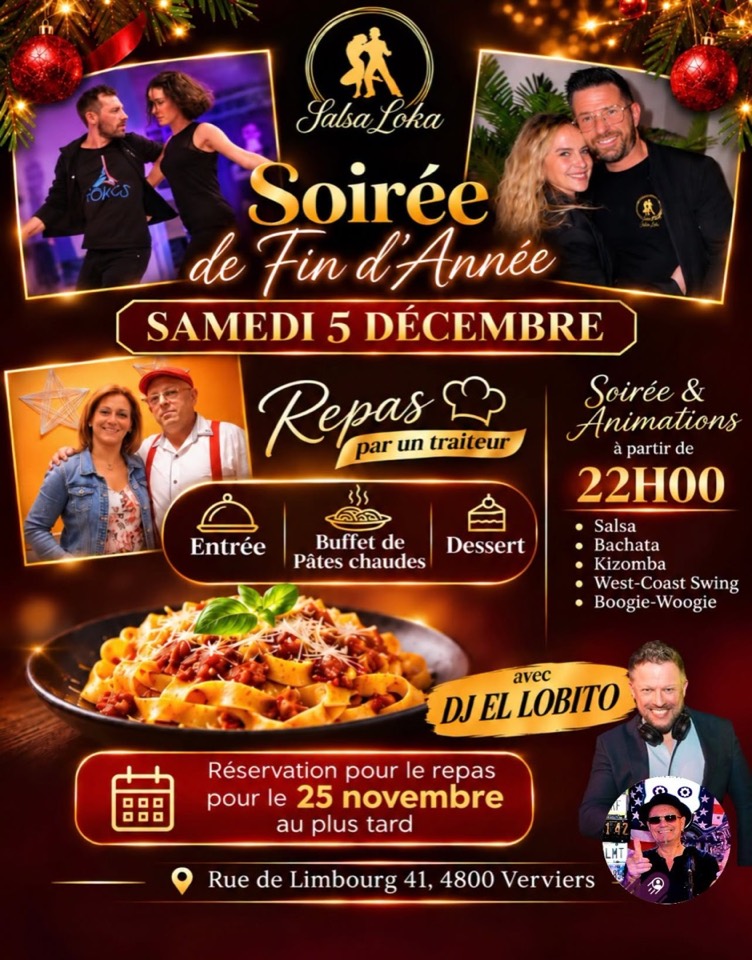 Salsa Loka
Soirée
de Fin d'Année
SAMEDI 5 DÉCEMBRE
Repas
par un traiteur
Entrée
Buffet de
Pâtes chaudes
Dessert
Soirée &
Animations
à partir de
22H00
• Salsa
• Bachata
• Kizomba
• West-Coast Swing
• Boogie-Woogie
avec
DJ EL LOBITO
Réservation pour le repas
pour le 25 novembre
au plus tard
Rue de Limbourg 41, 4800 Verviers